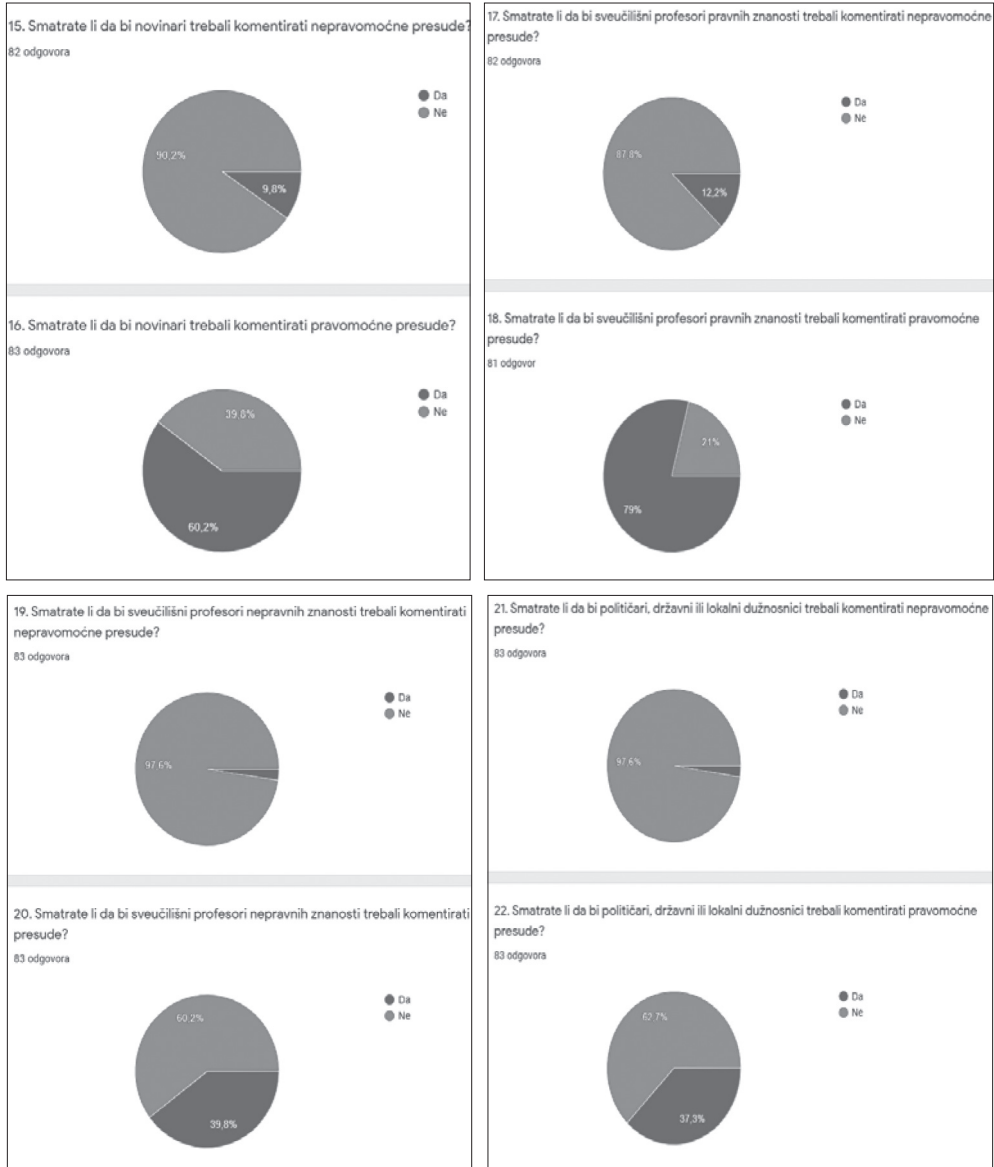 15. Smatrate li da bi novinari trebali komentirati nepravomoćne presude?
82 odgovora
Da
Ne
90,2%
9,8%
16. Smatrate li da bi novinari trebali komentirati pravomoćne presude?
83 odgovora
Da
Ne
39,8%
60,2%
17. Smatrate li da bi sveučilišni profesori pravnih znanosti trebali komentirati nepravomoćne
presude?
82 odgovora
Da
Ne
87,8%
12,2%
18. Smatrate li da bi sveučilišni profesori pravnih znanosti trebali komentirati pravomoćne
presude?
81 odgovor
Da
Ne
21%
79%
19. Smatrate li da bi sveučilišni profesori nepravnih znanosti trebali komentirati
nepravomoćne presude?
83 odgovora
Da
Ne
97,6%
20. Smatrate li da bi sveučilišni profesori nepravnih znanosti trebali komentirati
presude?
83 odgovora
Da
Ne
60,2%
39,8%
21. Smatrate li da bi političari, državni ili lokalni dužnosnici trebali komentirati nepravomoćne
presude?
83 odgovora
Da
Ne
97,6%
22. Smatrate li da bi političari, državni ili lokalni dužnosnici trebali komentirati pravomoćne
presude?
83 odgovora
Da
Ne
62,7%
37,3%